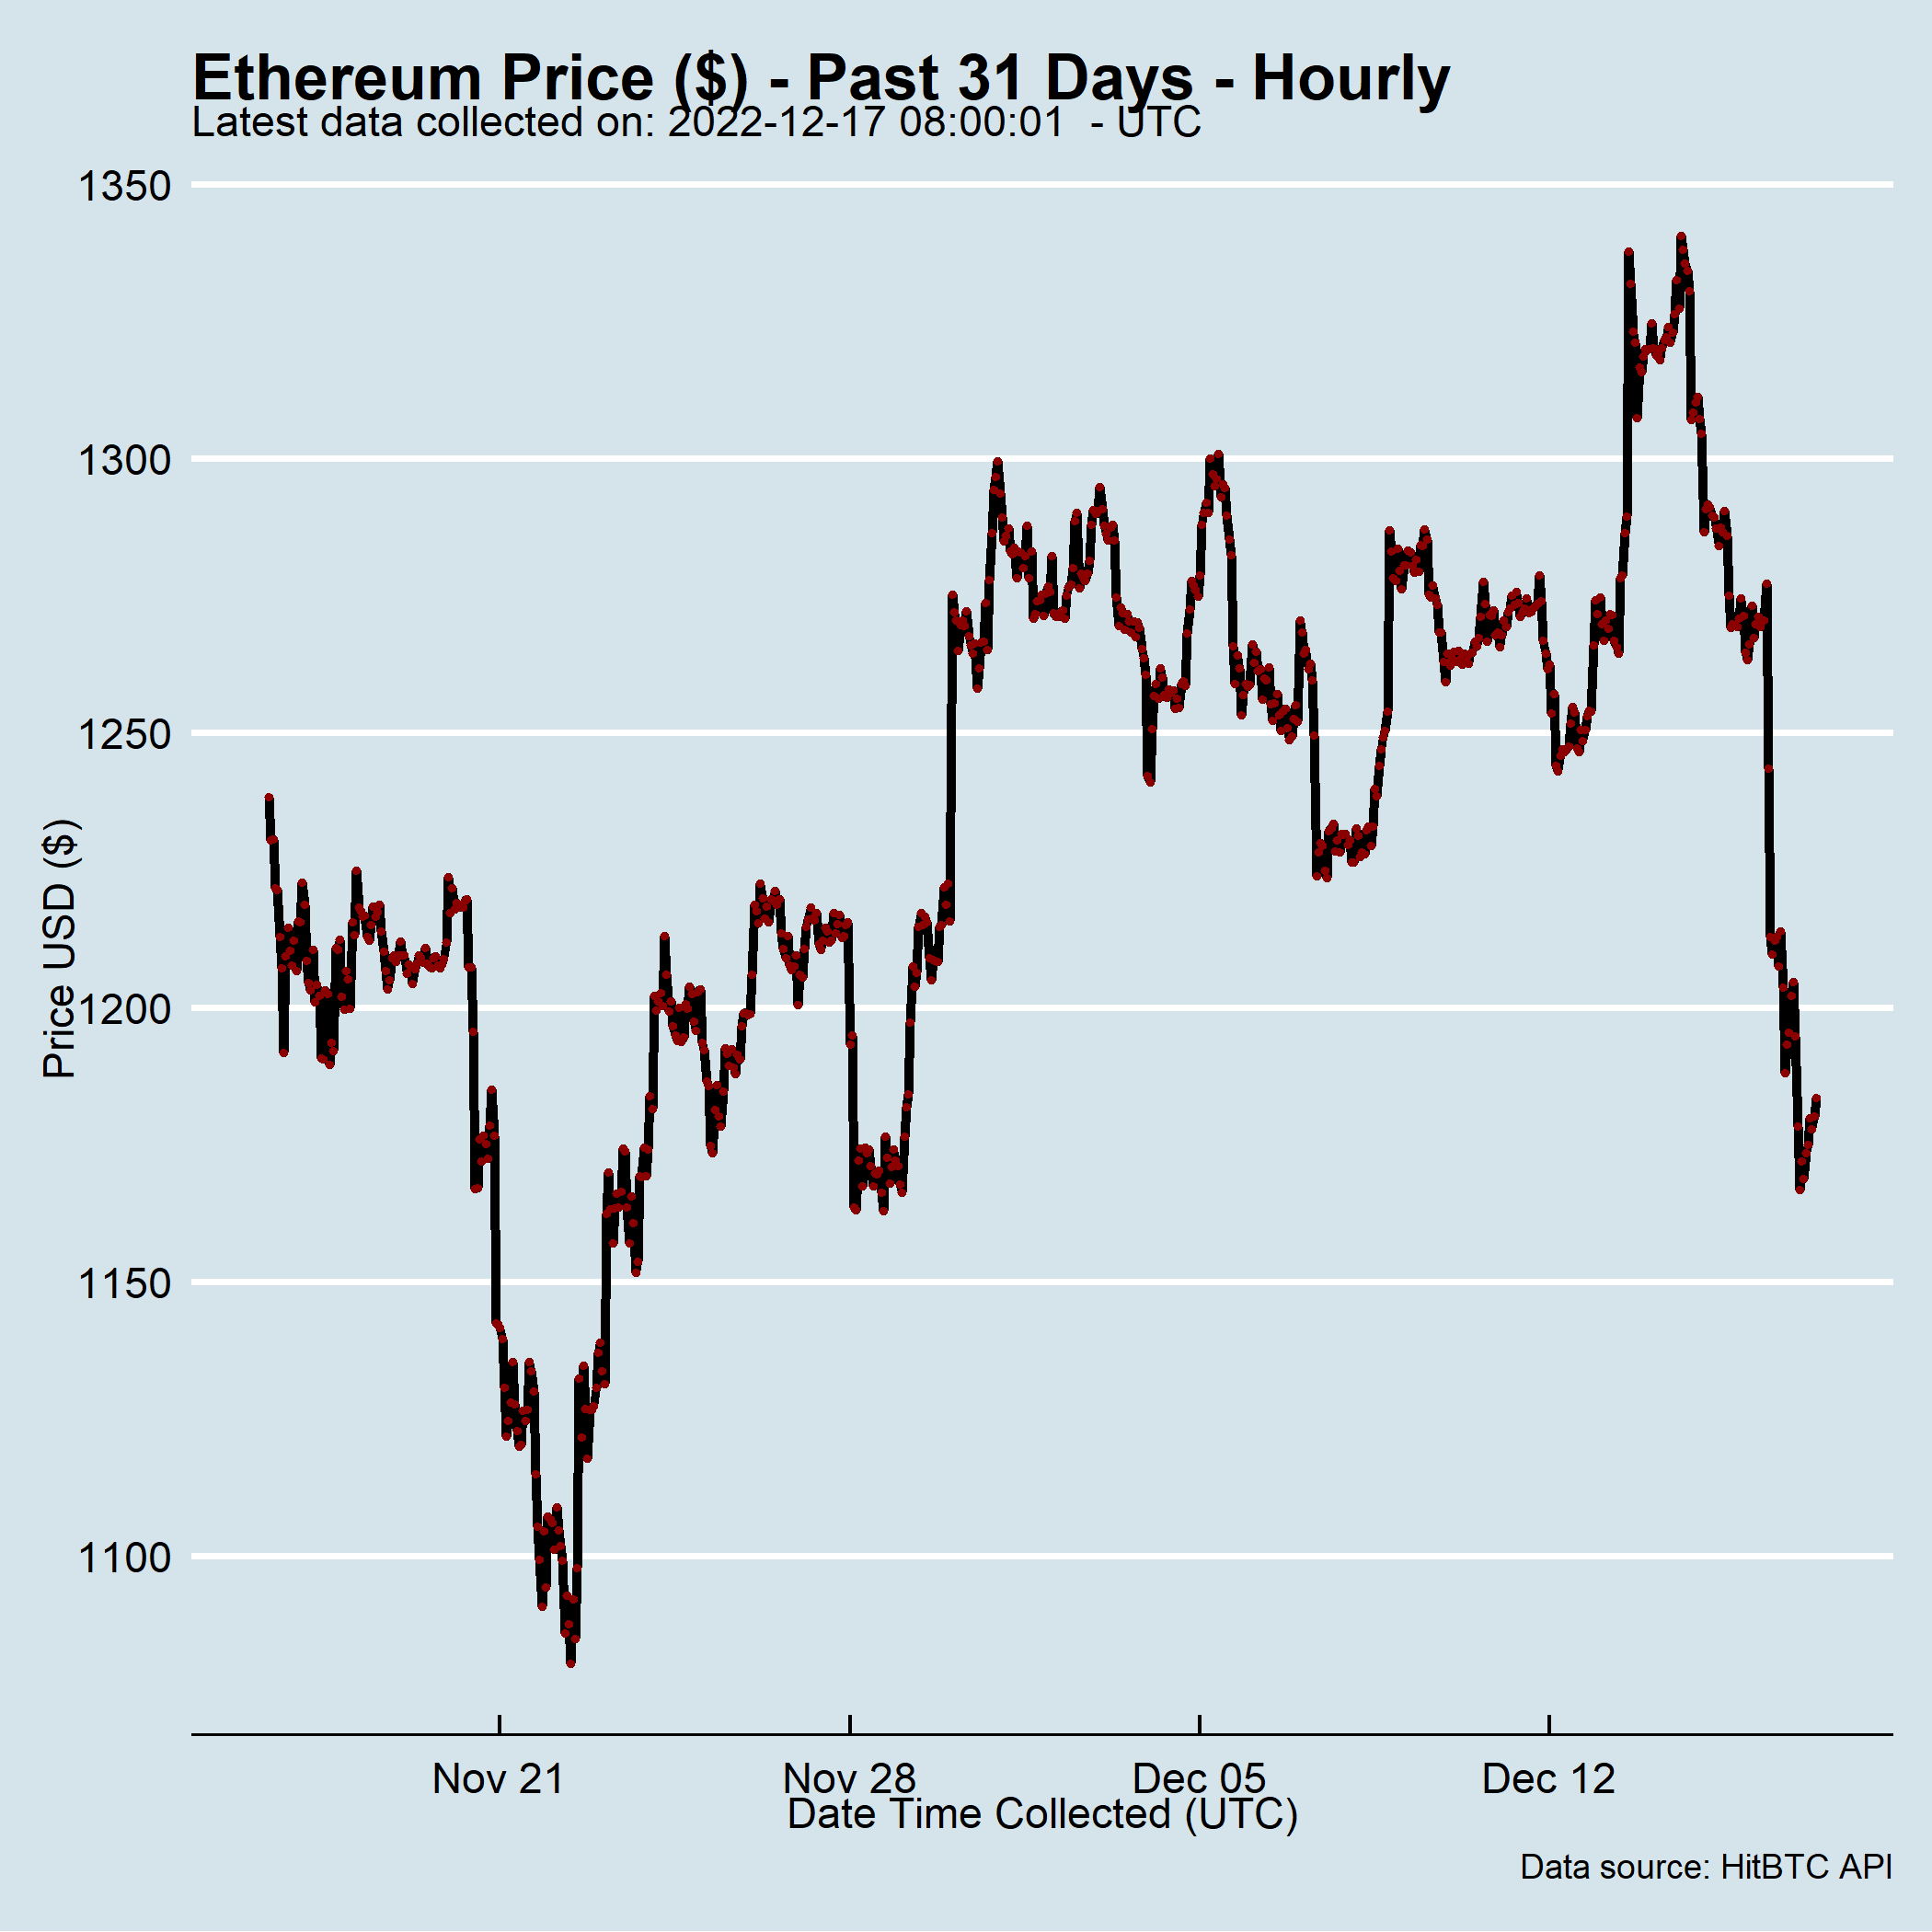 Ethereum Price ($) - Past 31 Days - Hourly
Latest data collected on: 2022-12-17 08:00:01  - UTC
Price USD ($)
1350
1300
1250
1200
1150
1100
Nov 21
Nov 28
Dec 05
Dec 12
Date Time Collected (UTC)
Data source: HitBTC API